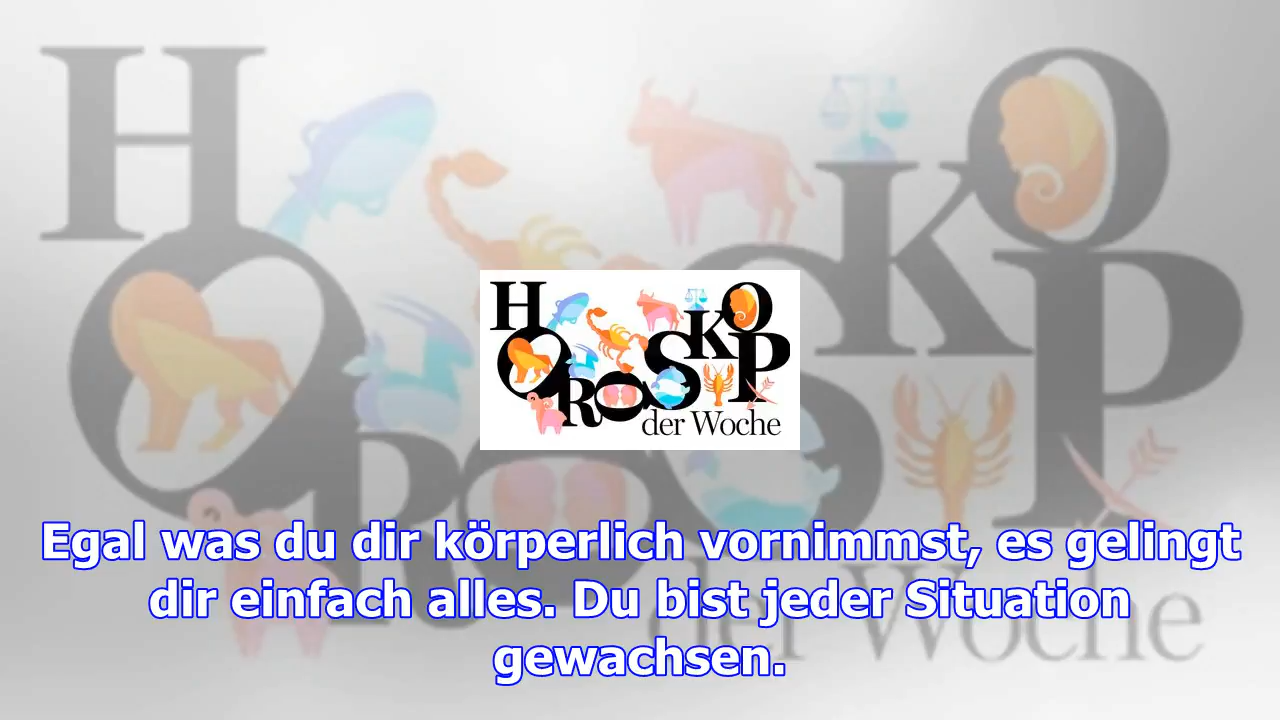 HOROSKOP
der Woche
Egal was du dir körperlich vornimmst, es gelingt
dir einfach alles. Du bist jeder Situation
gewachsen.